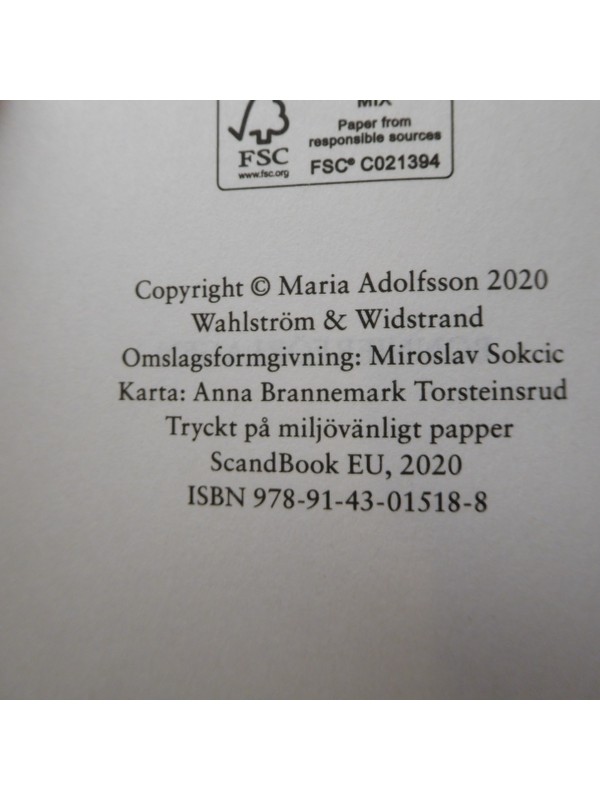 MIX
Paper from
responsible sources
FSC
www.fsc.org
FSC® C021394
Copyright © Maria Adolfsson 2020
Wahlström & Widstrand
Omslagsformgivning: Miroslav Sokcic
Karta: Anna Brannemark Torsteinsrud
Tryckt på miljövänligt papper
ScandBook EU, 2020
ISBN 978-91-43-01518-8